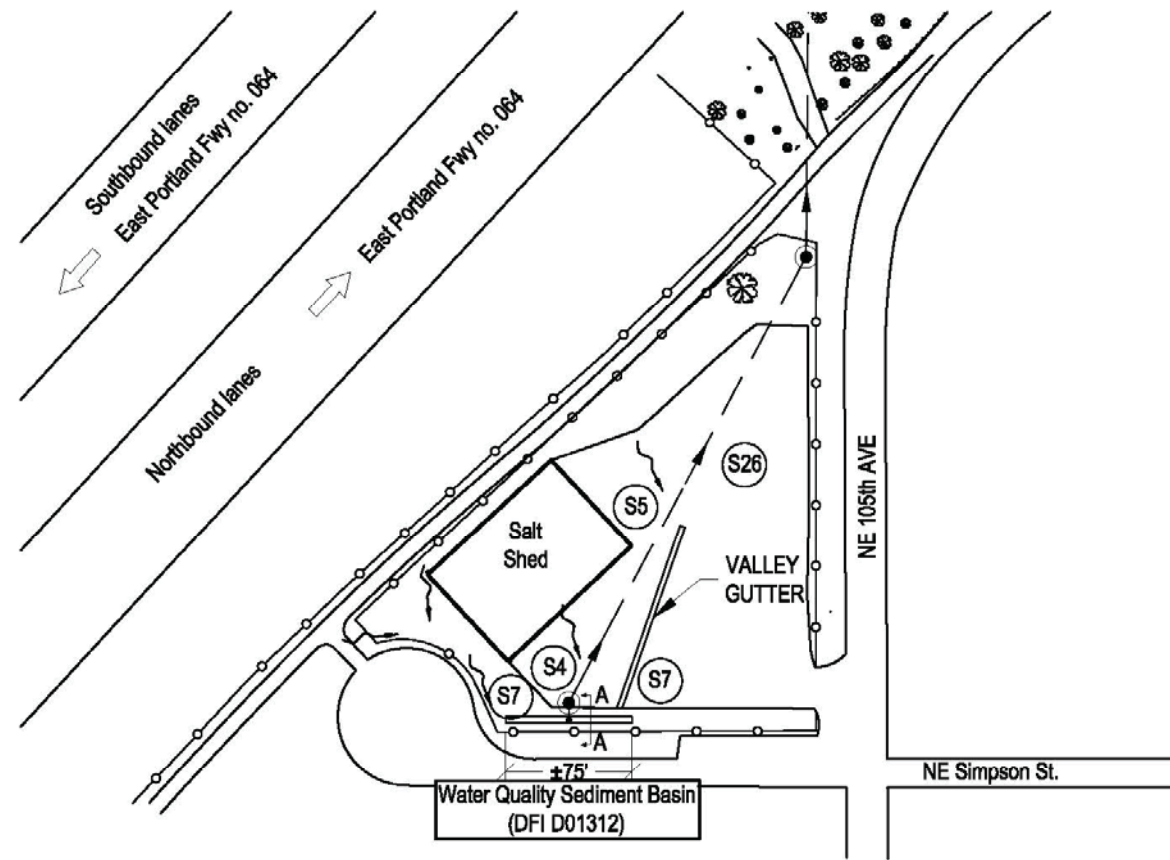 Southbound lanes
East Portland Fwy no. 064
East Portland Fwy no. 064
Northbound lanes
S26
S5
Salt
Shed
NE 105th AVE
VALLEY
GUTTER
S4
S7
S7
A
A
±75'
NE Simpson St.
Water Quality Sediment Basin
(DFI D01312)